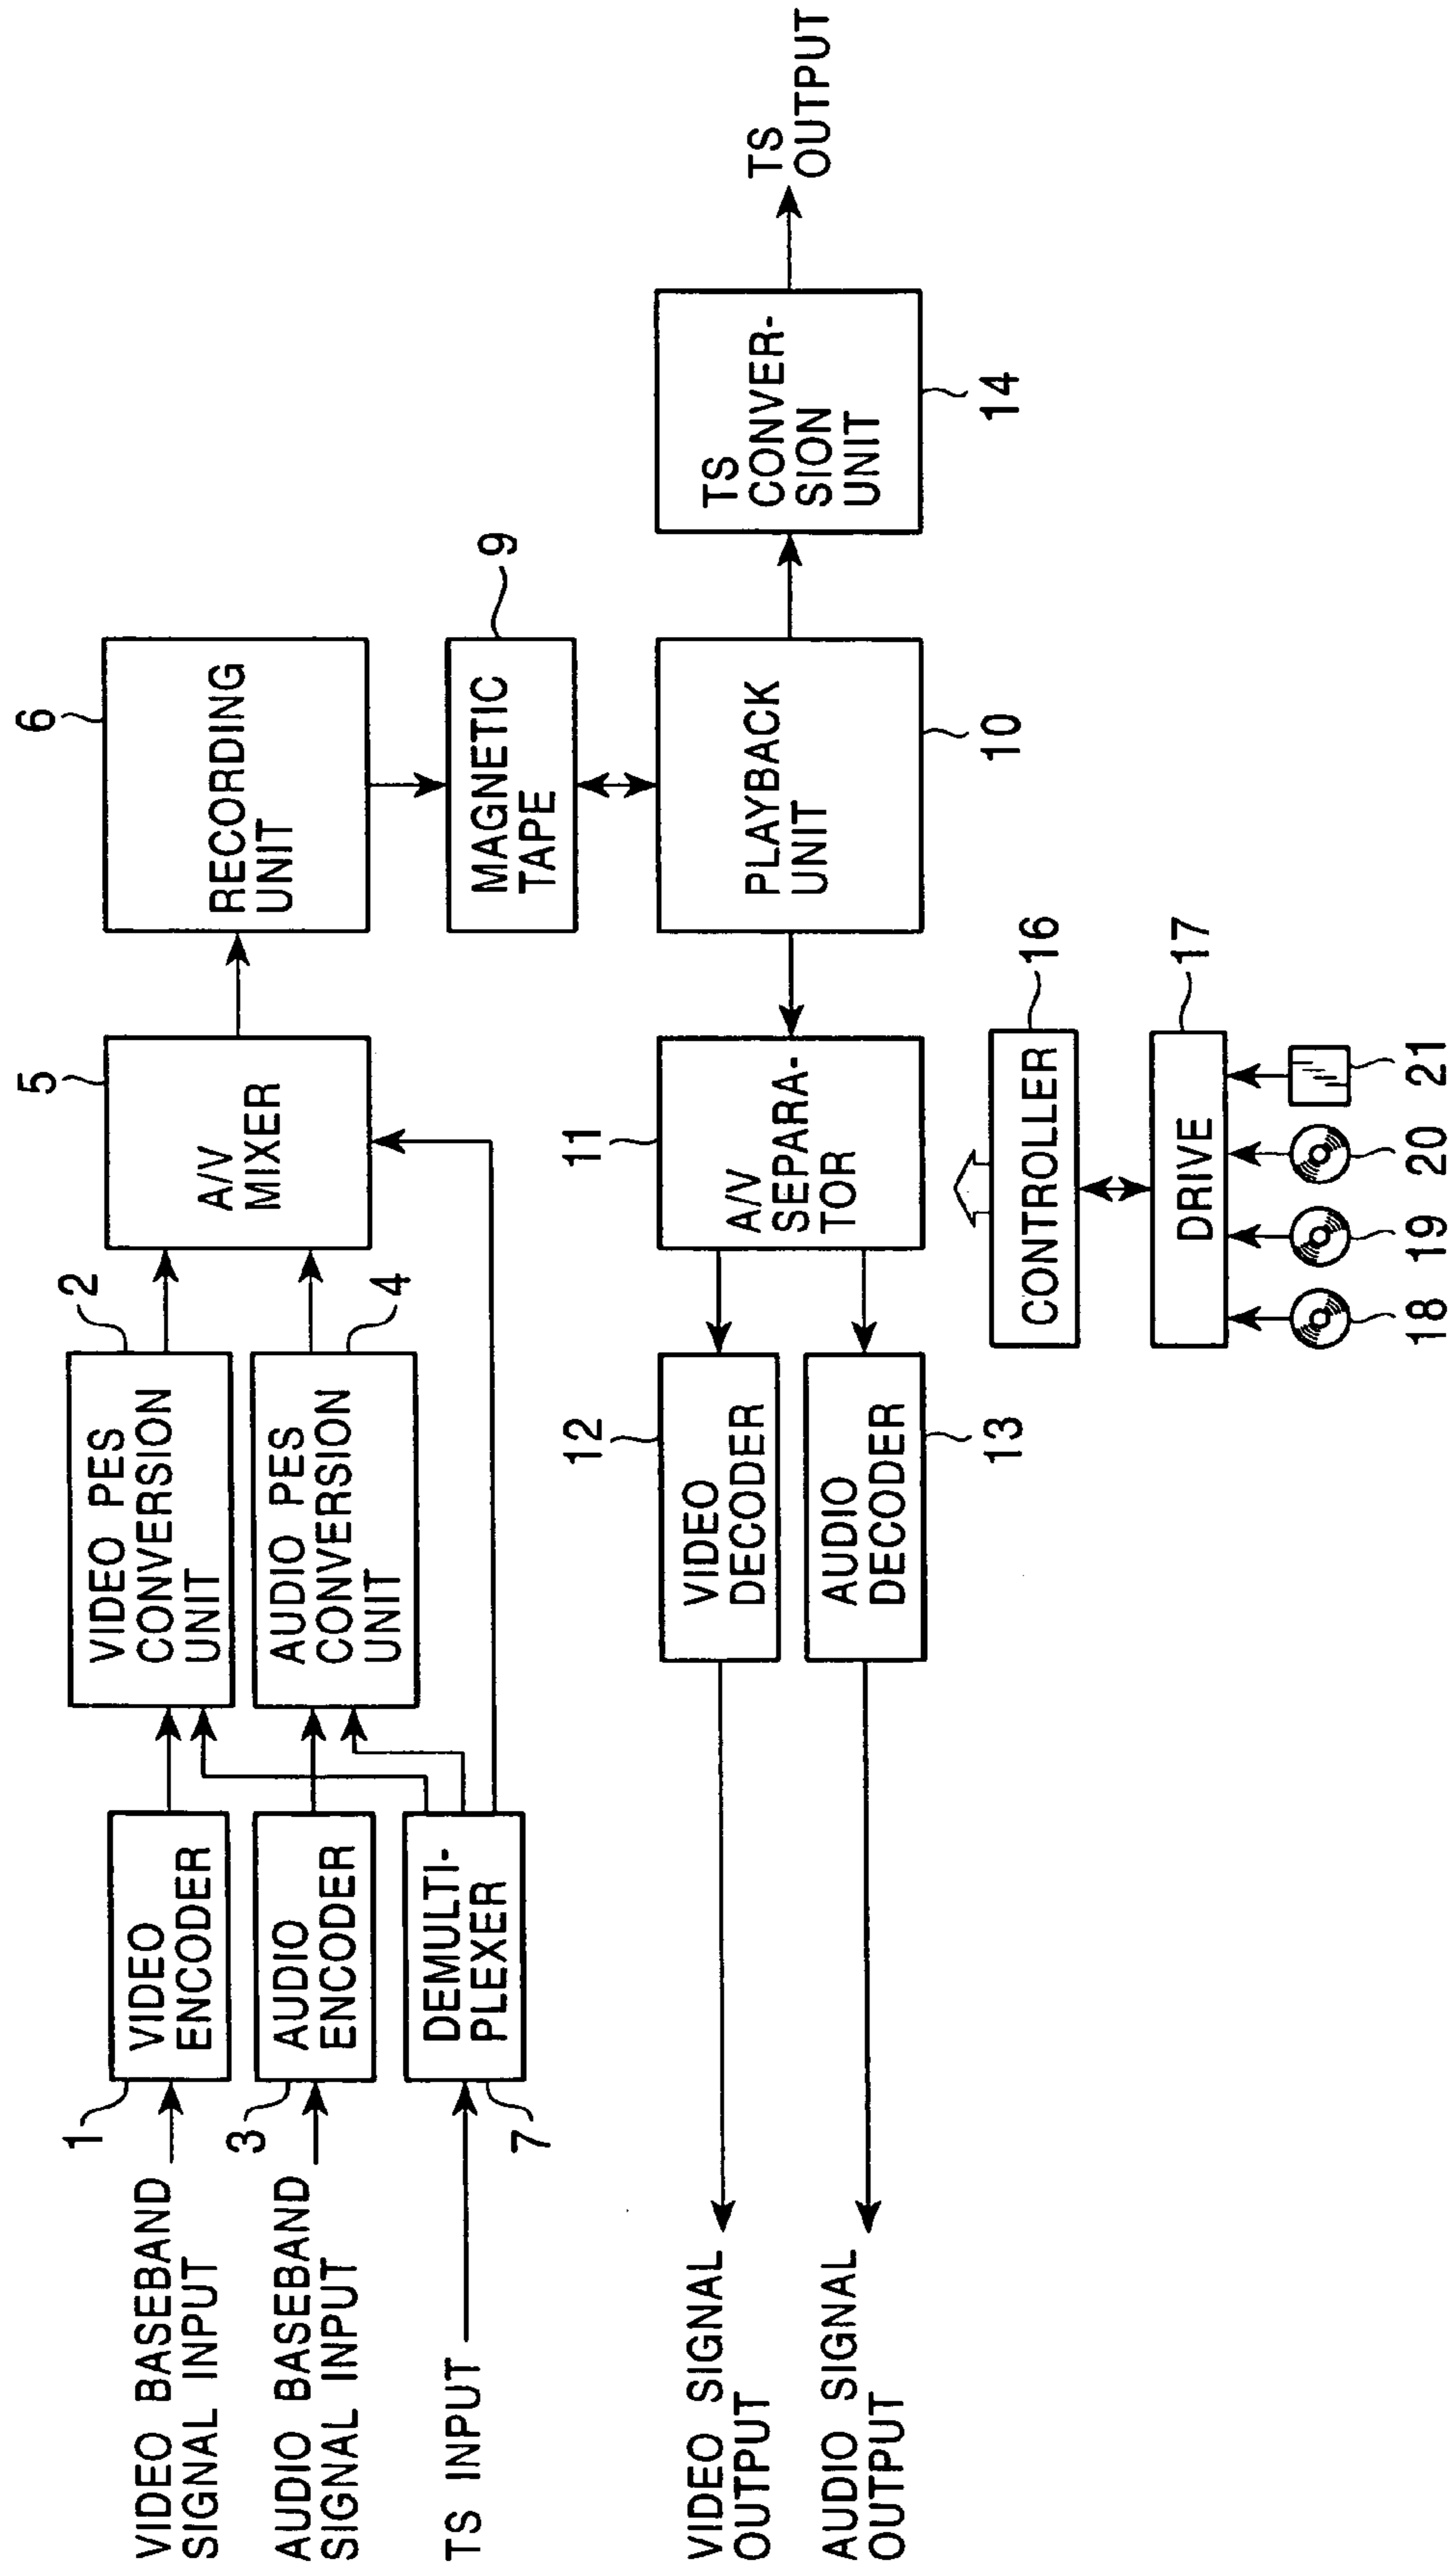 VIDEO BASEBAND
SIGNAL INPUT
1
VIDEO
ENCODER
2
VIDEO PES
CONVERSION
UNIT
5
A/V
MIXER
6
RECORDING
UNIT
AUDIO BASEBAND
SIGNAL INPUT
3
AUDIO
ENCODER
4
AUDIO PES
CONVERSION
UNIT
TS INPUT
7
DEMULTI-
PLEXER
9
MAGNETIC
TAPE
VIDEO SIGNAL
OUTPUT
12
VIDEO
DECODER
11
A/V
SEPARA-
TOR
PLAYBACK
UNIT
10
TS
CONVER-
SION
UNIT
14
TS
OUTPUT
AUDIO SIGNAL
OUTPUT
AUDIO
DECODER
13
CONTROLLER
16
DRIVE
17
18
19
20
21